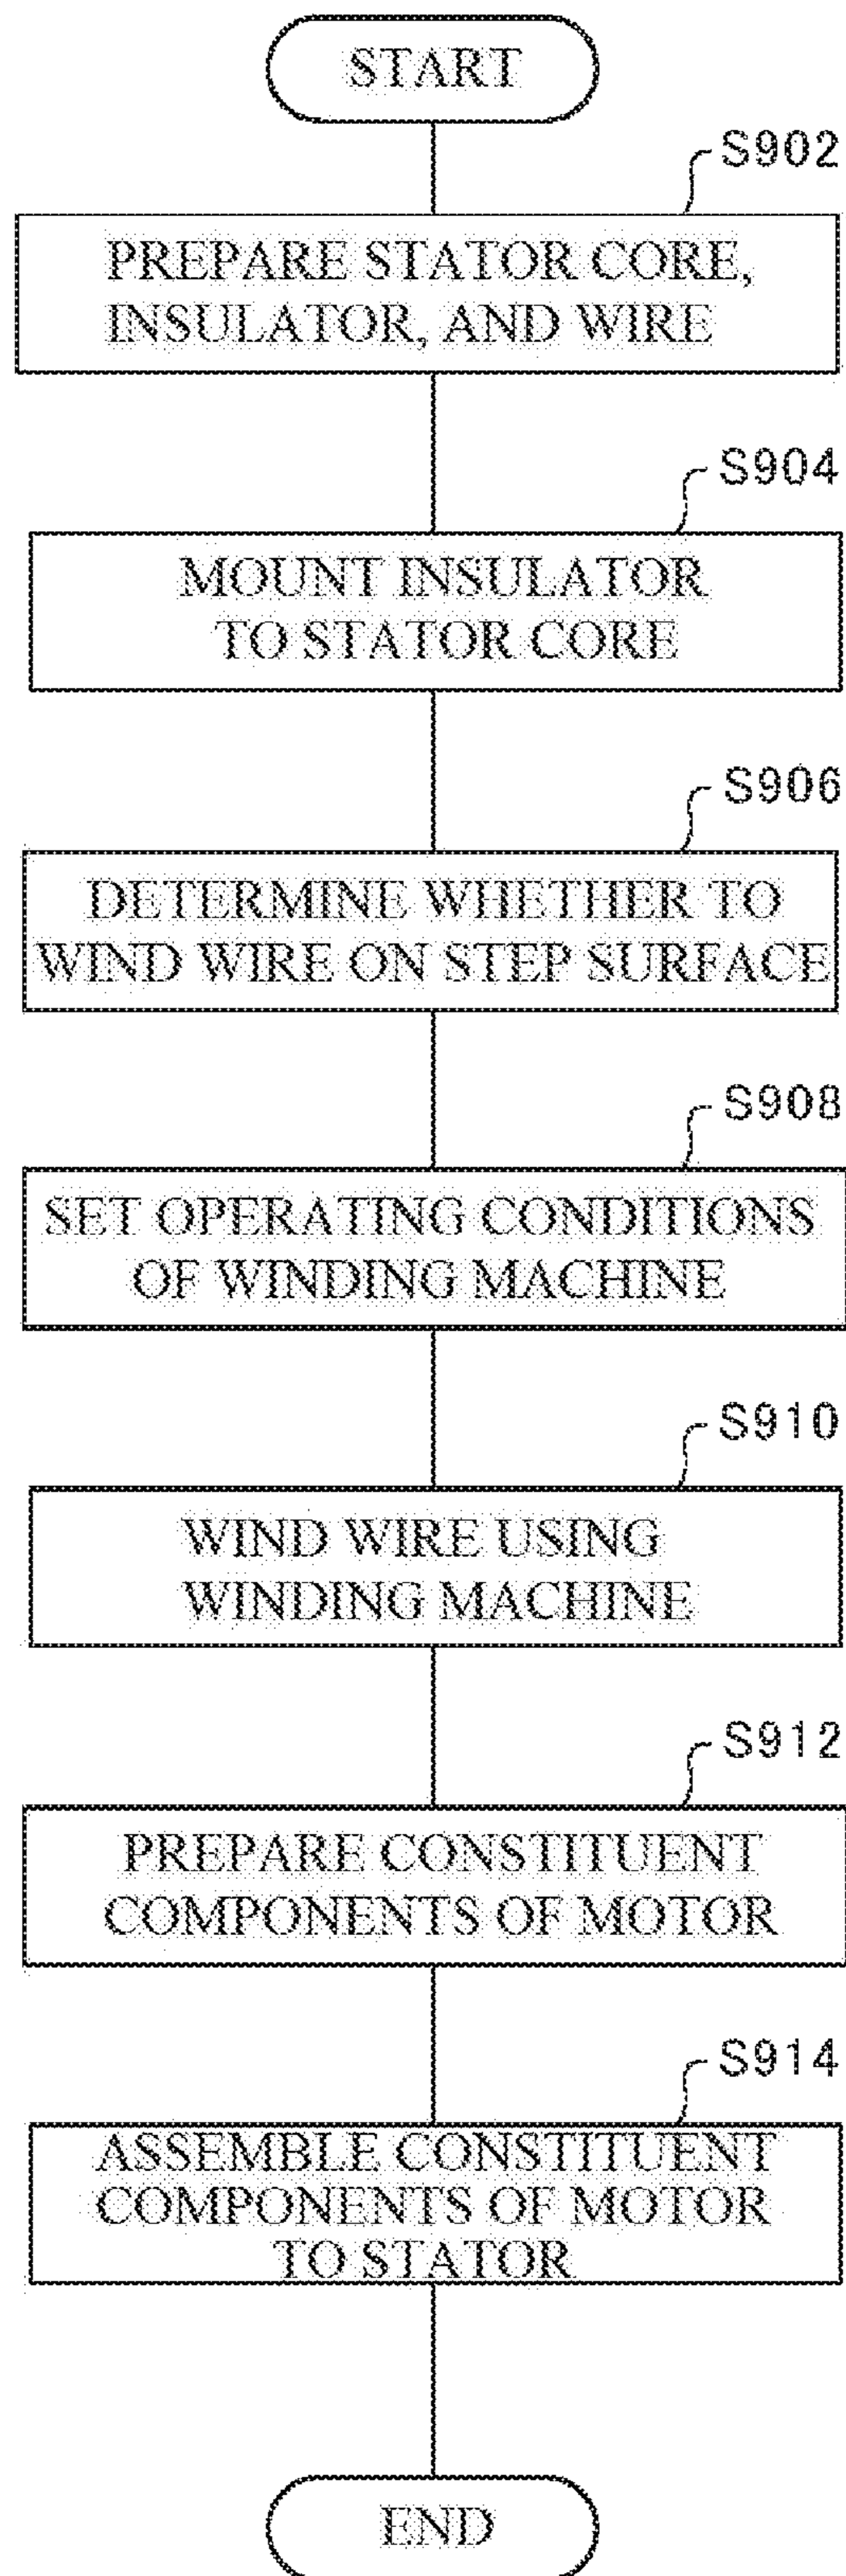 START
S902
PREPARE STATOR CORE,
INSULATOR, AND WIRE
S904
MOUNT INSULATOR
TO STATOR CORE
S906
DETERMINE WHETHER TO
WIND WIRE ON STEP SURFACE
S908
SET OPERATING CONDITIONS
OF WINDING MACHINE
S910
WIND WIRE USING
WINDING MACHINE
S912
PREPARE CONSTITUENT
COMPONENTS OF MOTOR
S914
ASSEMBLE CONSTITUENT
COMPONENTS OF MOTOR
TO STATOR
END